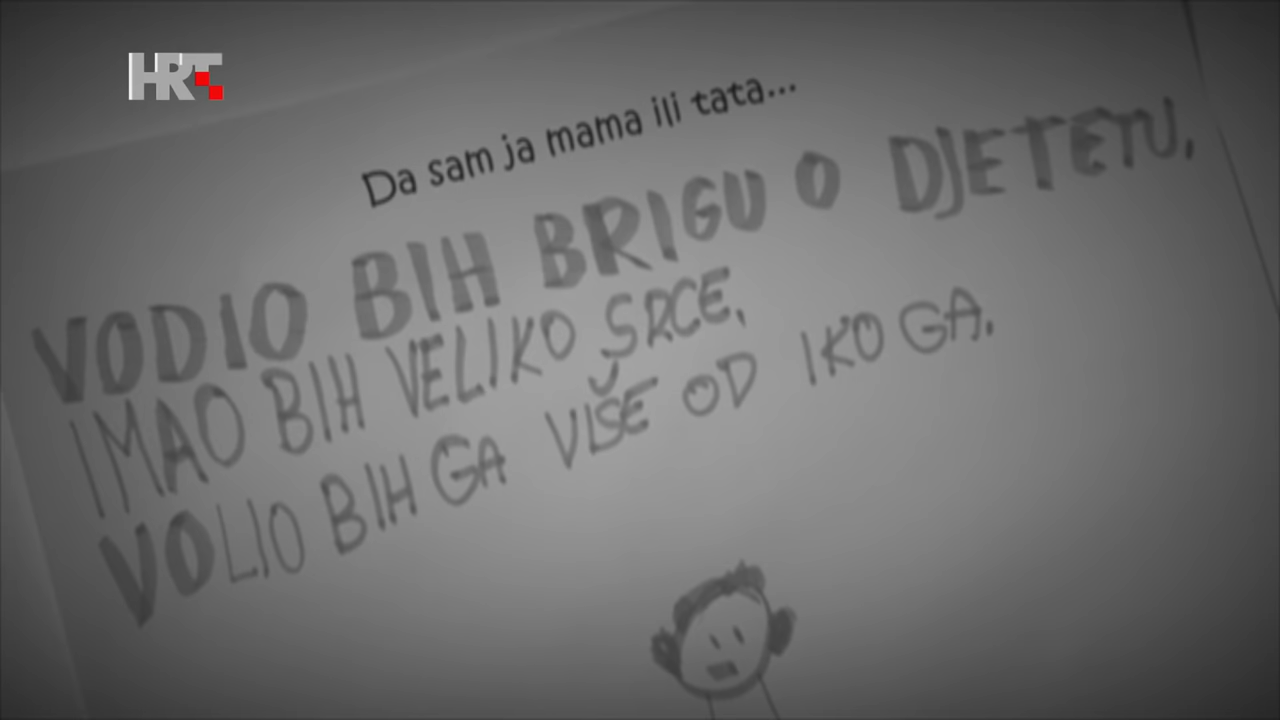 HRT
Da sam ja mama ili tata...
VODIO BIH BRIGU O DJETETU,
IMAO BIH VELIKO SRCE,
VOLIO BIH GA VIŠE OD IKOGA.